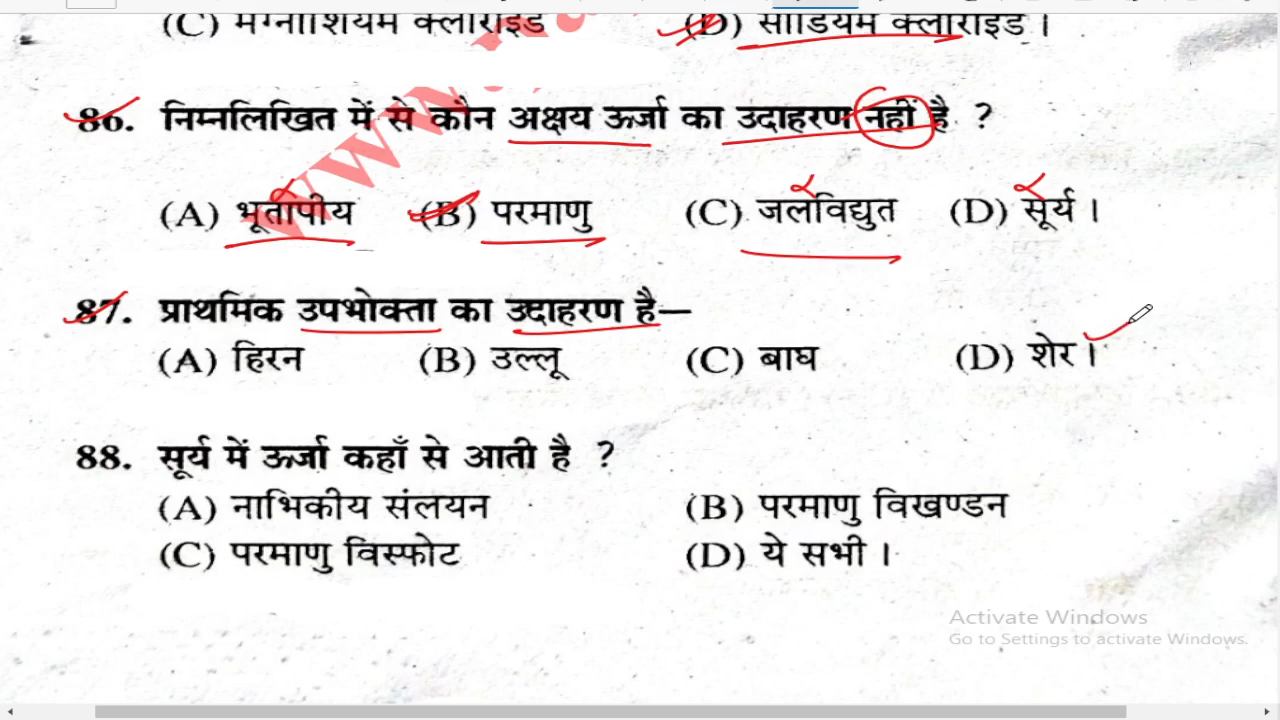 (C) मैग्नीशियम क्लोराइड (D) सोडियम क्लोराइड ।
86. निम्नलिखित में से कौन अक्षय ऊर्जा का उदाहरण नहीं है ?
(A) भूतापीय (B) परमाणु (C) जलविद्युत (D) सूर्य ।
87. प्राथमिक उपभोक्ता का उदाहरण है—
(A) हिरन (B) उल्लू (C) बाघ (D) शेर ।
88. सूर्य में ऊर्जा कहाँ से आती है ?
(A) नाभिकीय संलयन (B) परमाणु विखण्डन
(C) परमाणु विस्फोट (D) ये सभी ।
Activate Windows
Go to Settings to activate Windows.